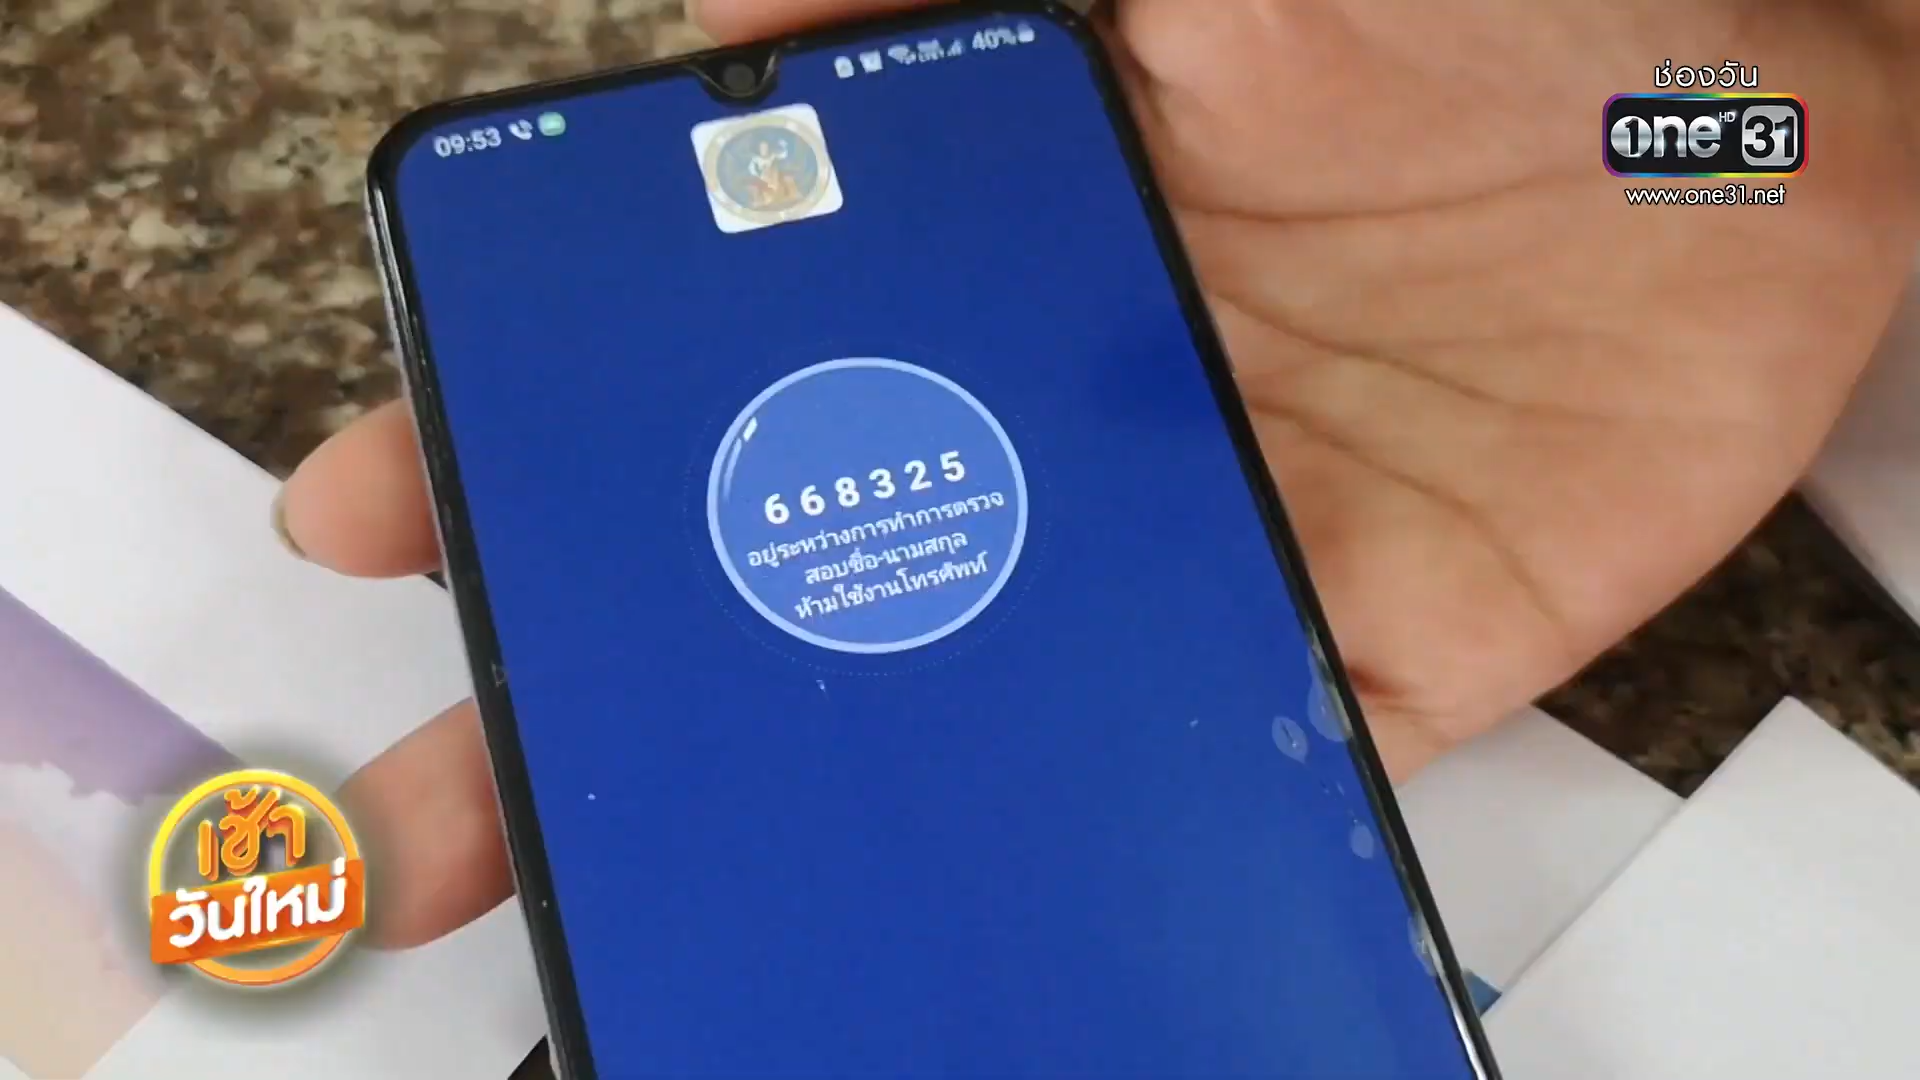 ช่องวัน
one HD 31
www.one31.net
09:53
40%
668325
อยู่ระหว่างการทำการตรวจ
สอบชื่อ-นามสกุล
ห้ามใช้งานโทรศัพท์
เช้า
วันใหม่